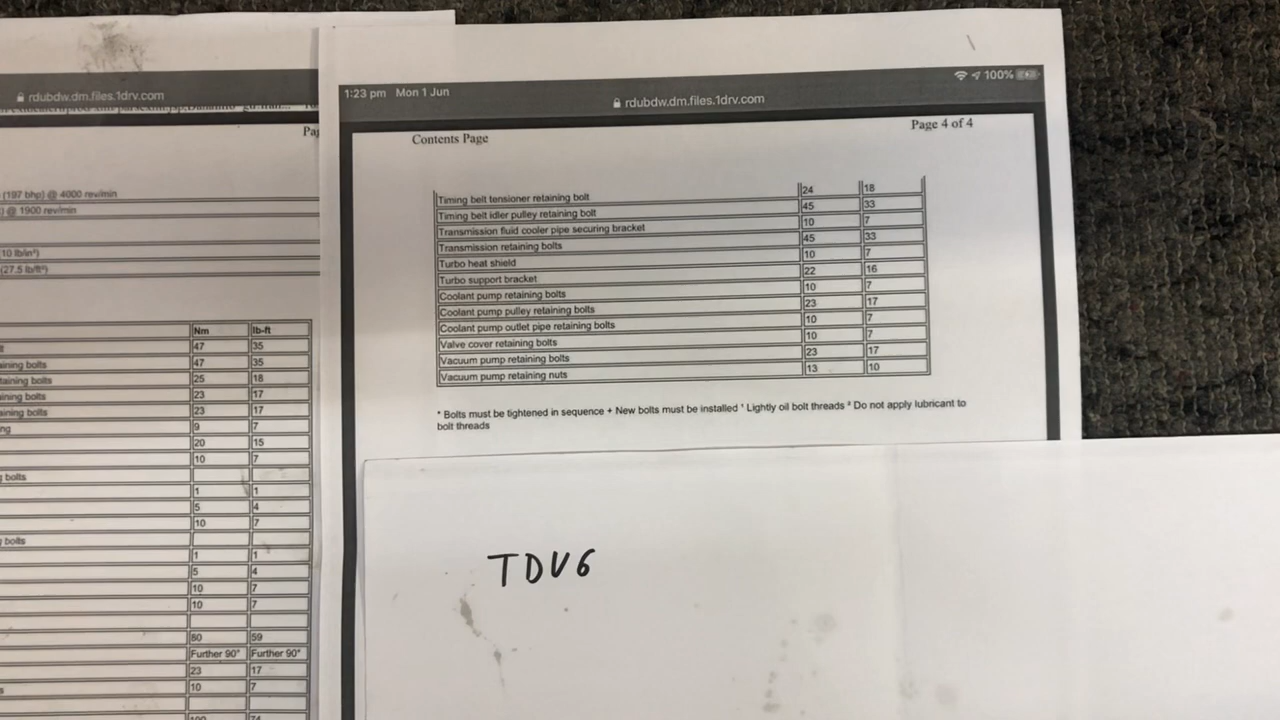 rdubdw.dm.files.1drv.com
(197 bhp) @ 4000 rev/min
) @ 1900 rev/min
10 lb/in²)
(27.5 lb/ft²)
Nm lb-ft
47 35
ining bolts 47 35
taining bolts 25 18
ining bolts 23 17
aining bolts 23 17
ng 9 7
20 15
10 7
bolts
1 1
5 4
10 7
bolts
1 1
5 4
10 7
10 7
80 59
Further 90° Further 90°
23 17
s 10 7
1:23 pm Mon 1 Jun 100%
rdubdw.dm.files.1drv.com
Contents Page Page 4 of 4
Timing belt tensioner retaining bolt 24 18
Timing belt idler pulley retaining bolt 45 33
Transmission fluid cooler pipe securing bracket 10 7
Transmission retaining bolts 45 33
Turbo heat shield 10 7
Turbo support bracket 22 16
Coolant pump retaining bolts 10 7
Coolant pump pulley retaining bolts 23 17
Coolant pump outlet pipe retaining bolts 10 7
Valve cover retaining bolts 10 7
Vacuum pump retaining bolts 23 17
Vacuum pump retaining nuts 13 10
* Bolts must be tightened in sequence + New bolts must be installed ¹ Lightly oil bolt threads ² Do not apply lubricant to
bolt threads
TDV6